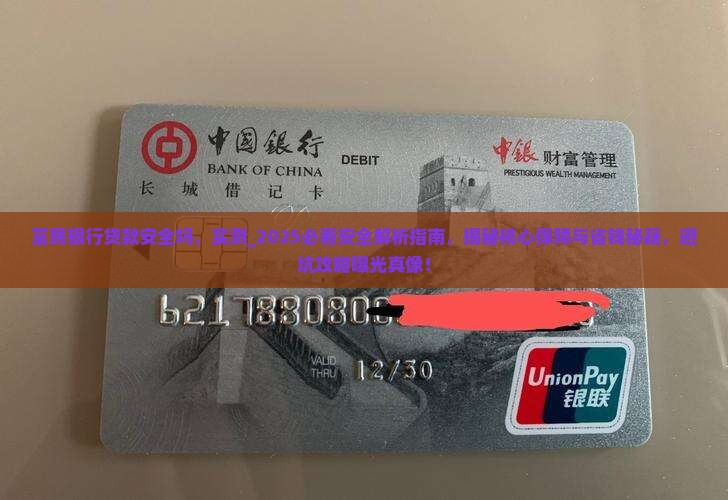 中国银行
BANK OF CHINA
DEBIT
中銀 财富管理
PRESTIGIOUS WEALTH MANAGEMENT
长城借记卡
富民银行贷款安全吗，实测_2025必看安全解析指南，揭秘核心保障与省钱秘籍，避
坑攻略曝光真像！
6217880800
VALID
THRU 12/30
UnionPay
银联